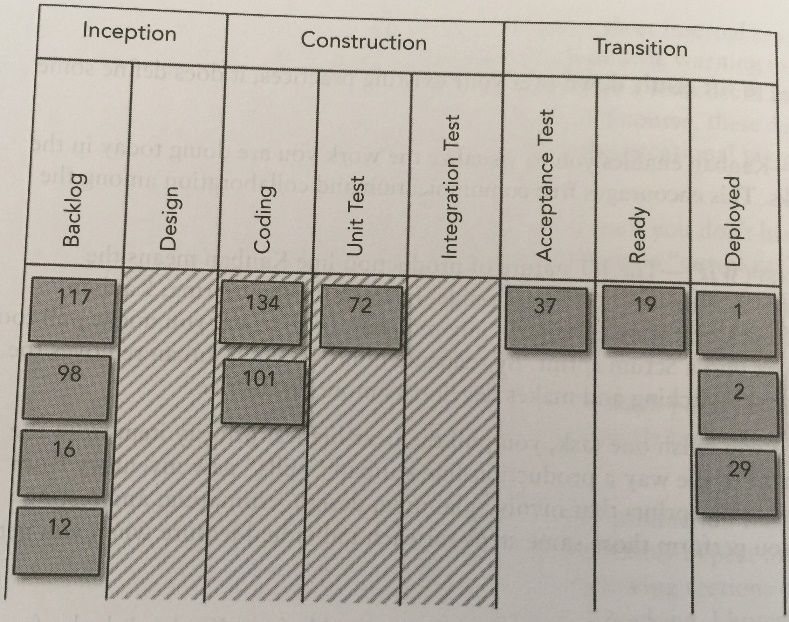 Inception Construction Transition
Backlog Design Coding Unit Test Integration Test Acceptance Test Ready Deployed
117 134 72 37 19 1
98 101 2
16 29
12